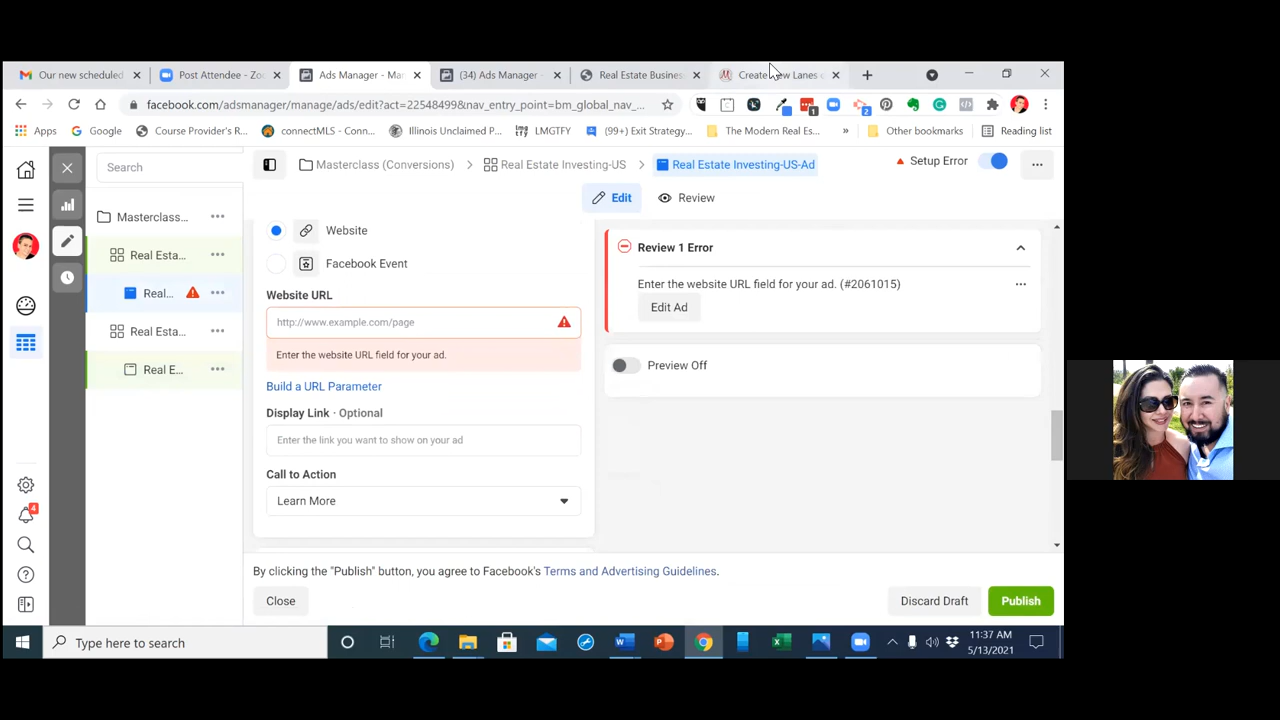 Our new scheduled
Post Attendee - Zo
Ads Manager - Ma
(34) Ads Manager -
Real Estate Busines
Create New Lanes o
facebook.com/adsmanager/manage/ads/edit?act=22548499&nav_entry_point=bm_global_nav_...
1
2
Apps
Google
Course Provider's R...
connectMLS - Conn...
Illinois Unclaimed P...
LMGTFY
(99+) Exit Strategy...
The Modern Real Es...
»
Other bookmarks
Reading list
Search
Masterclass (Conversions)
Real Estate Investing-US
Real Estate Investing-US-Ad
Setup Error
Edit
Review
Masterclass...
Real Esta...
Real...
Real Esta...
Real E...
4
Website
Facebook Event
Website URL
http://www.example.com/page
Enter the website URL field for your ad.
Build a URL Parameter
Display Link · Optional
Enter the link you want to show on your ad
Call to Action
Learn More
Review 1 Error
Enter the website URL field for your ad. (#2061015)
Edit Ad
Preview Off
By clicking the "Publish" button, you agree to Facebook's Terms and Advertising Guidelines.
Close
Discard Draft
Publish
Type here to search
11:37 AM
5/13/2021